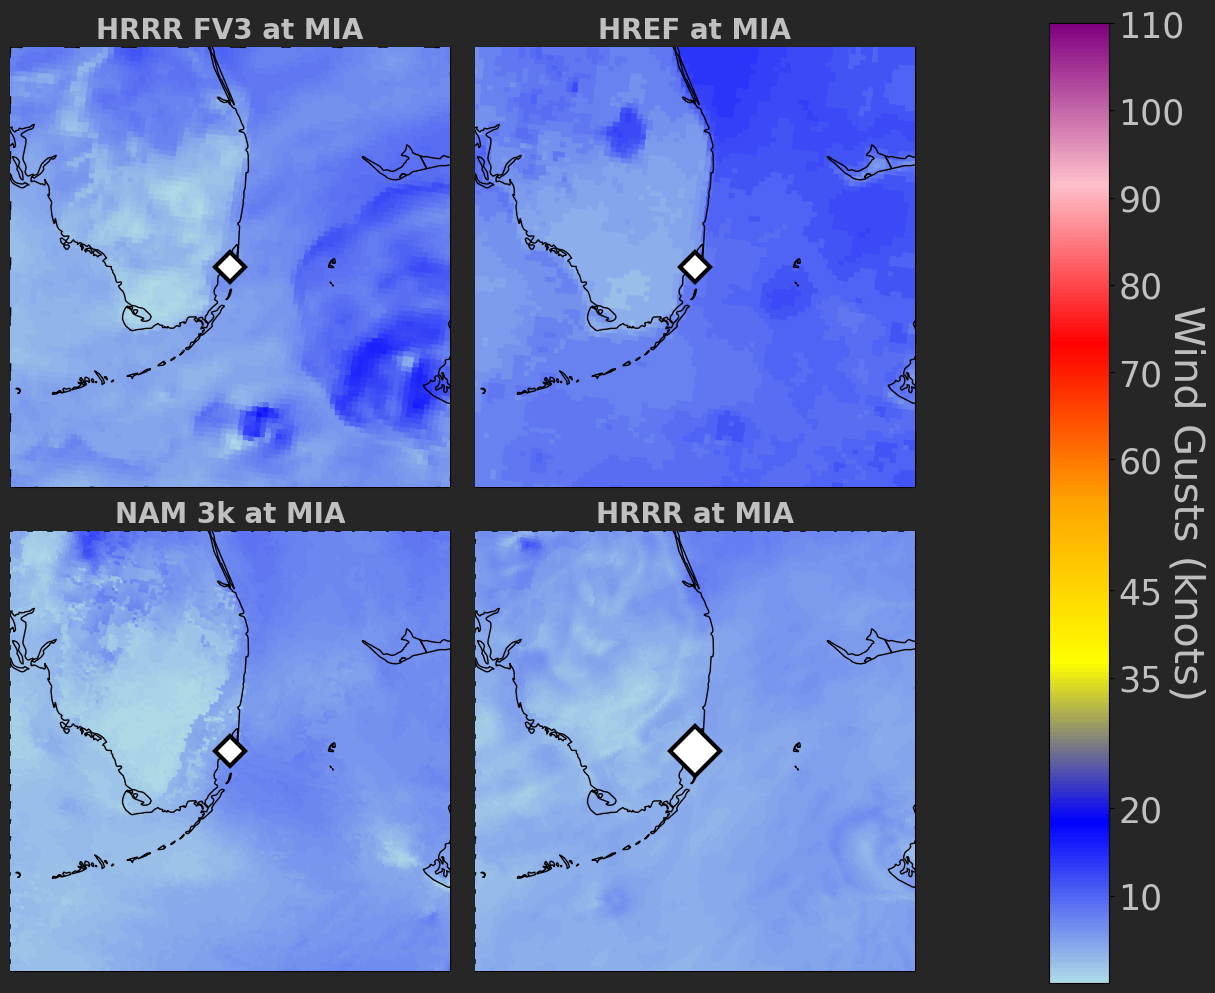 HRRR FV3 at MIA
HREF at MIA
NAM 3k at MIA
HRRR at MIA
110
100
90
80
70
60
45
35
20
10
Wind Gusts (knots)